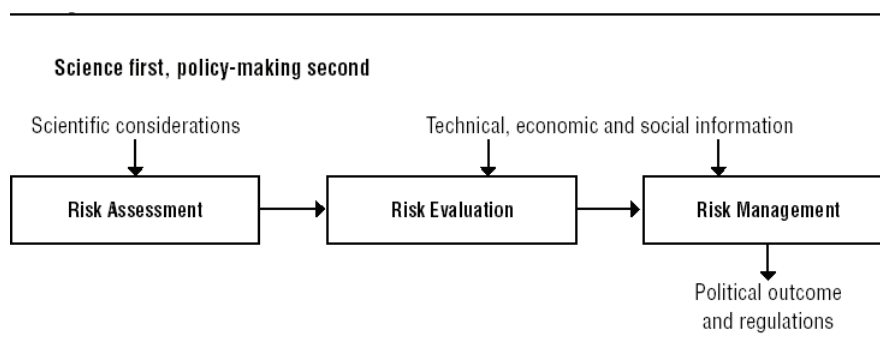 Science first, policy-making second
Scientific considerations
Technical, economic and social information
Risk Assessment
Risk Evaluation
Risk Management
Political outcome
and regulations